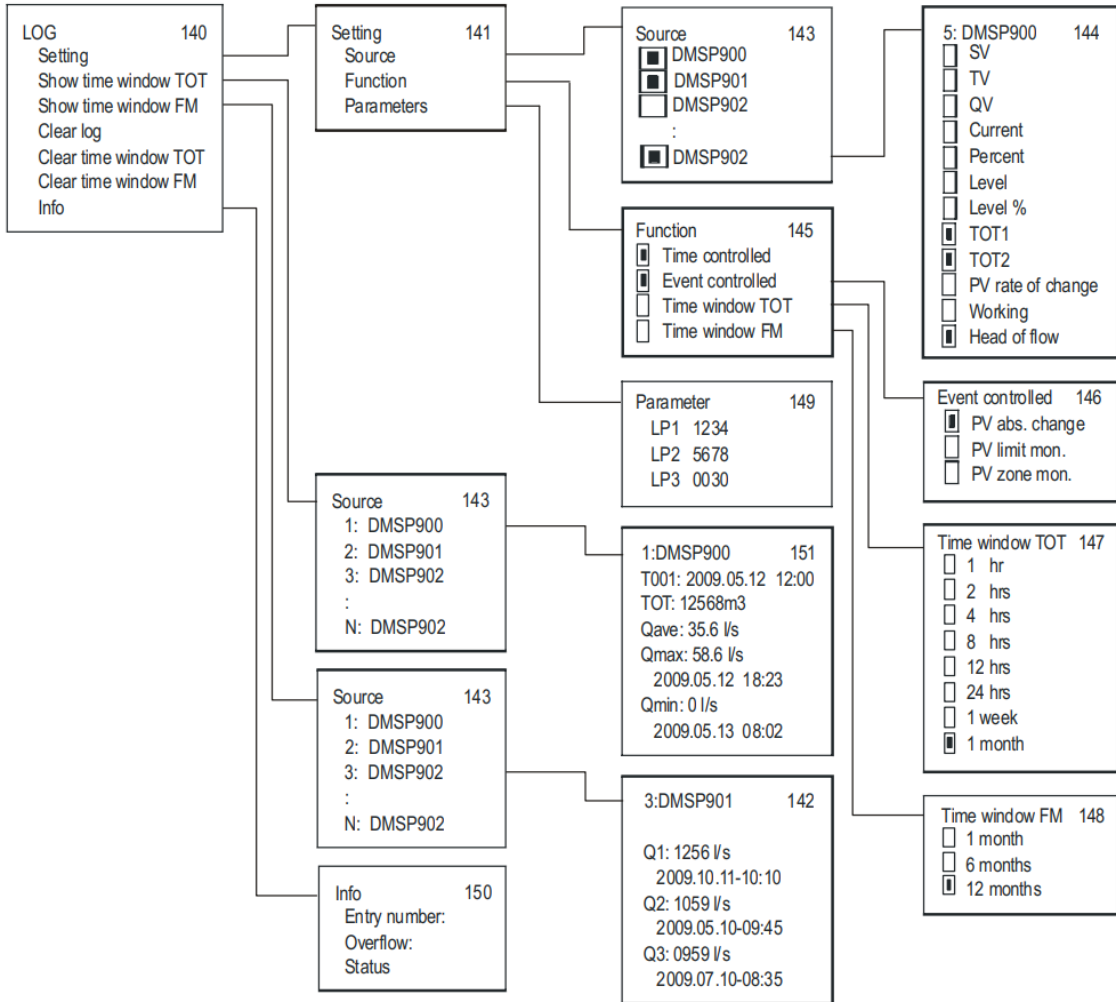 LOG 140
Setting
Show time window TOT
Show time window FM
Clear log
Clear time window TOT
Clear time window FM
Info
Setting 141
Source
Function
Parameters
Source 143
DMSP900
DMSP901
DMSP902
:
DMSP902
5: DMSP900 144
SV
TV
QV
Current
Percent
Level
Level %
TOT1
TOT2
PV rate of change
Working
Head of flow
Function 145
Time controlled
Event controlled
Time window TOT
Time window FM
Event controlled 146
PV abs. change
PV limit mon.
PV zone mon.
Parameter 149
LP1 1234
LP2 5678
LP3 0030
Source 143
1: DMSP900
2: DMSP901
3: DMSP902
:
N: DMSP902
1:DMSP900 151
T001: 2009.05.12 12:00
TOT: 12568m3
Qave: 35.6 l/s
Qmax: 58.6 l/s
2009.05.12 18:23
Qmin: 0 l/s
2009.05.13 08:02
Time window TOT 147
1 hr
2 hrs
4 hrs
8 hrs
12 hrs
24 hrs
1 week
1 month
Source 143
1: DMSP900
2: DMSP901
3: DMSP902
:
N: DMSP902
3:DMSP901 142
Q1: 1256 l/s
2009.10.11-10:10
Q2: 1059 l/s
2009.05.10-09:45
Q3: 0959 l/s
2009.07.10-08:35
Time window FM 148
1 month
6 months
12 months
Info 150
Entry number:
Overflow:
Status